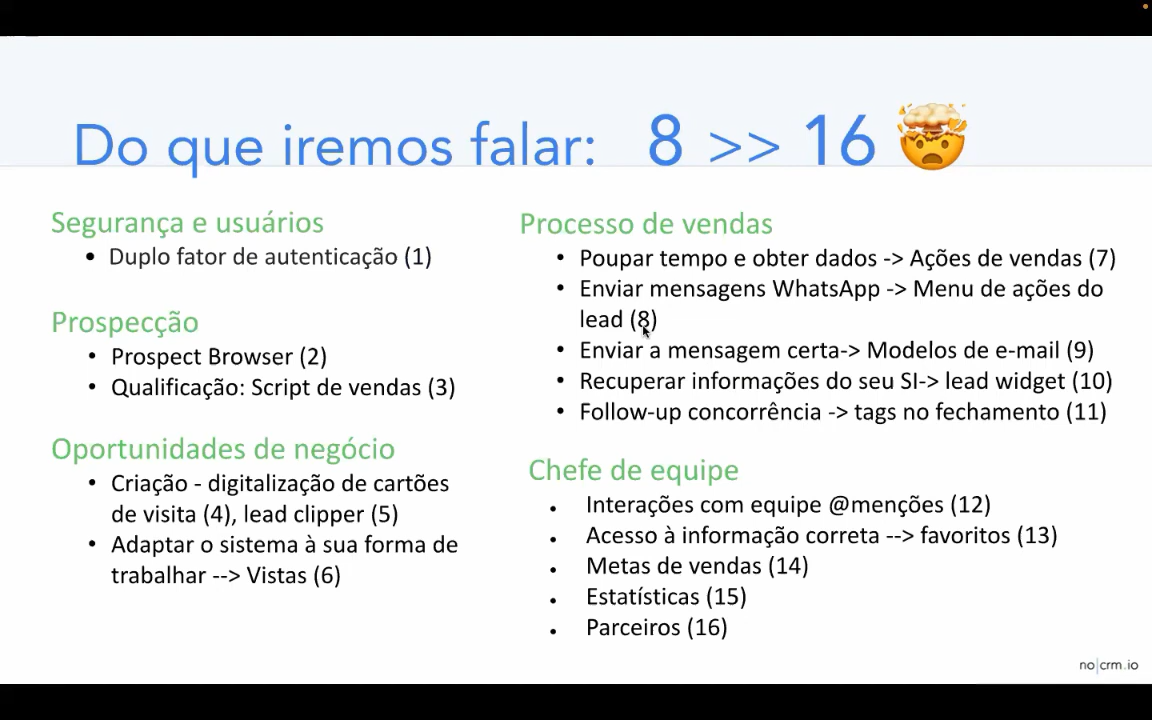 Do que iremos falar: 8 >> 16 🤯
Segurança e usuários
• Duplo fator de autenticação (1)
Prospecção
• Prospect Browser (2)
• Qualificação: Script de vendas (3)
Oportunidades de negócio
• Criação - digitalização de cartões
de visita (4), lead clipper (5)
• Adaptar o sistema à sua forma de
trabalhar --> Vistas (6)
Processo de vendas
• Poupar tempo e obter dados -> Ações de vendas (7)
• Enviar mensagens WhatsApp -> Menu de ações do
lead (8)
• Enviar a mensagem certa-> Modelos de e-mail (9)
• Recuperar informações do seu SI-> lead widget (10)
• Follow-up concorrência -> tags no fechamento (11)
Chefe de equipe
• Interações com equipe @menções (12)
• Acesso à informação correta --> favoritos (13)
• Metas de vendas (14)
• Estatísticas (15)
• Parceiros (16)
no|crm.io